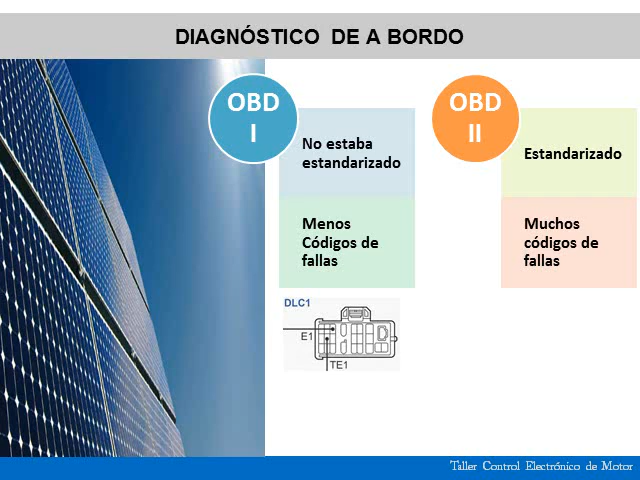 DIAGNÓSTICO DE A BORDO
OBD
I
No estaba
estandarizado
Menos
Códigos de
fallas
OBD
II
Estandarizado
Muchos
códigos de
fallas
DLC1
E1
TE1
Taller Control Electrónico de Motor